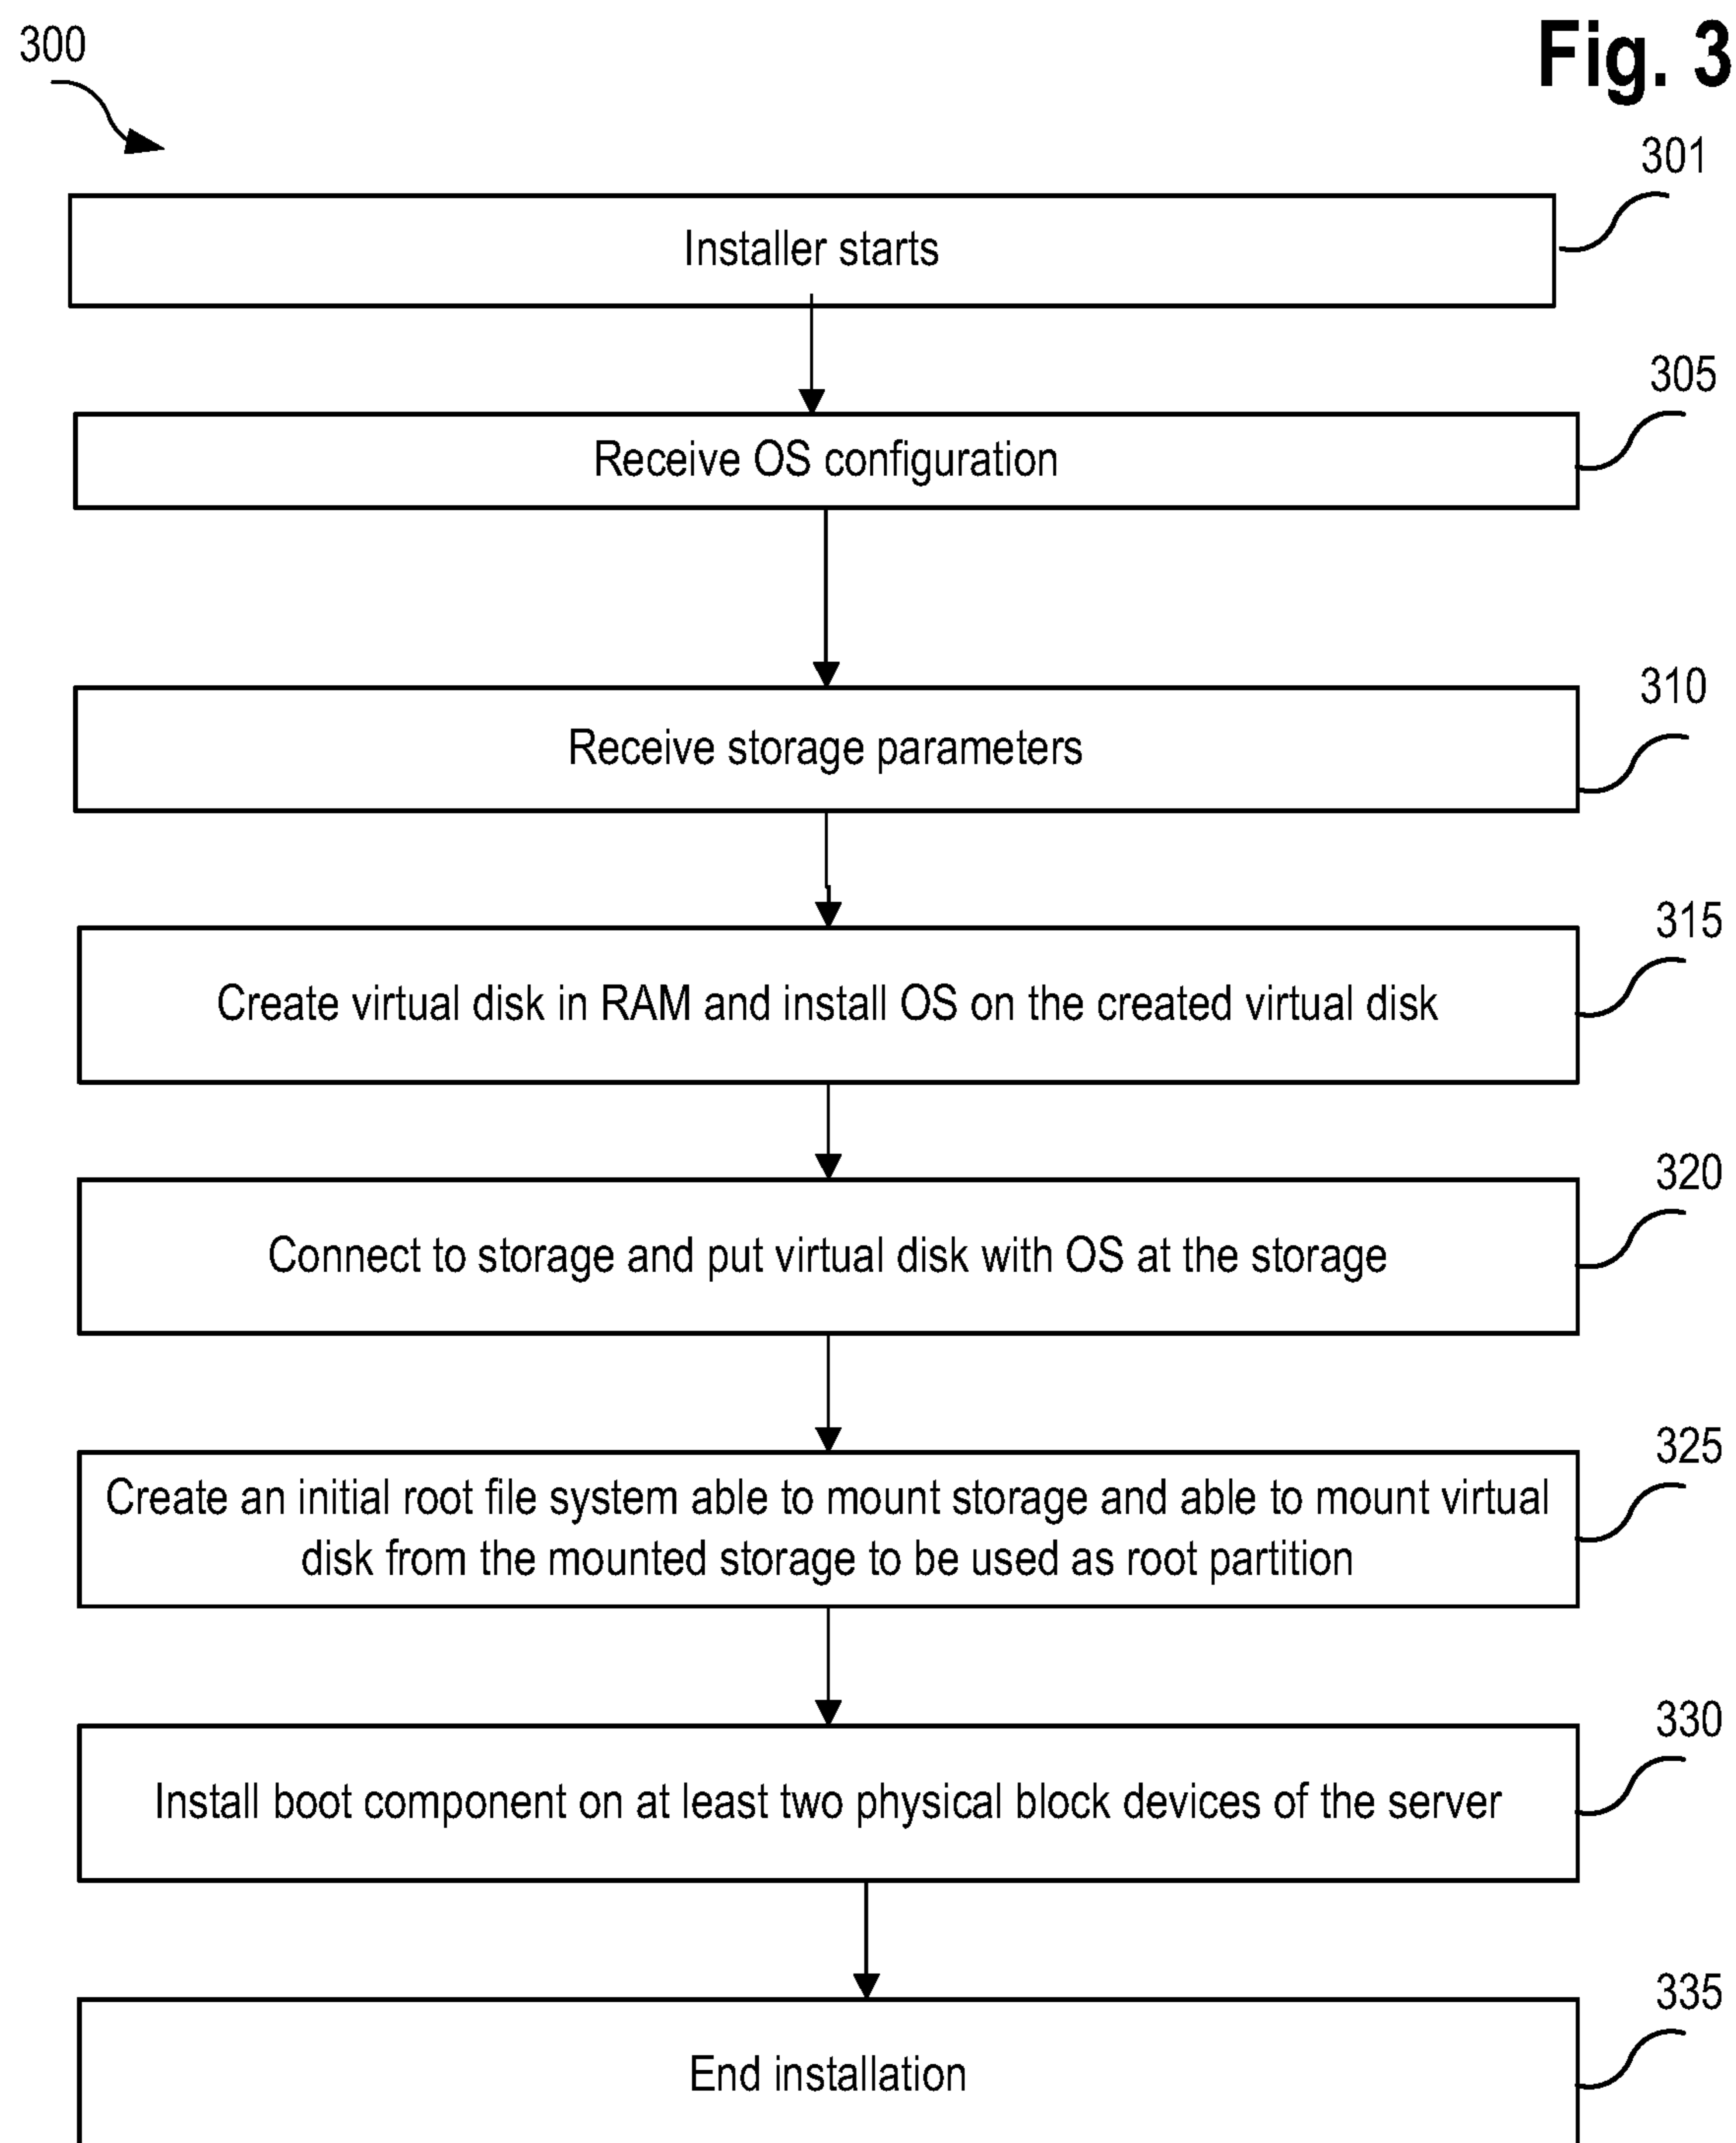 300
Fig. 3
301
Installer starts
305
Receive OS configuration
310
Receive storage parameters
315
Create virtual disk in RAM and install OS on the created virtual disk
320
Connect to storage and put virtual disk with OS at the storage
325
Create an initial root file system able to mount storage and able to mount virtual
disk from the mounted storage to be used as root partition
330
Install boot component on at least two physical block devices of the server
335
End installation